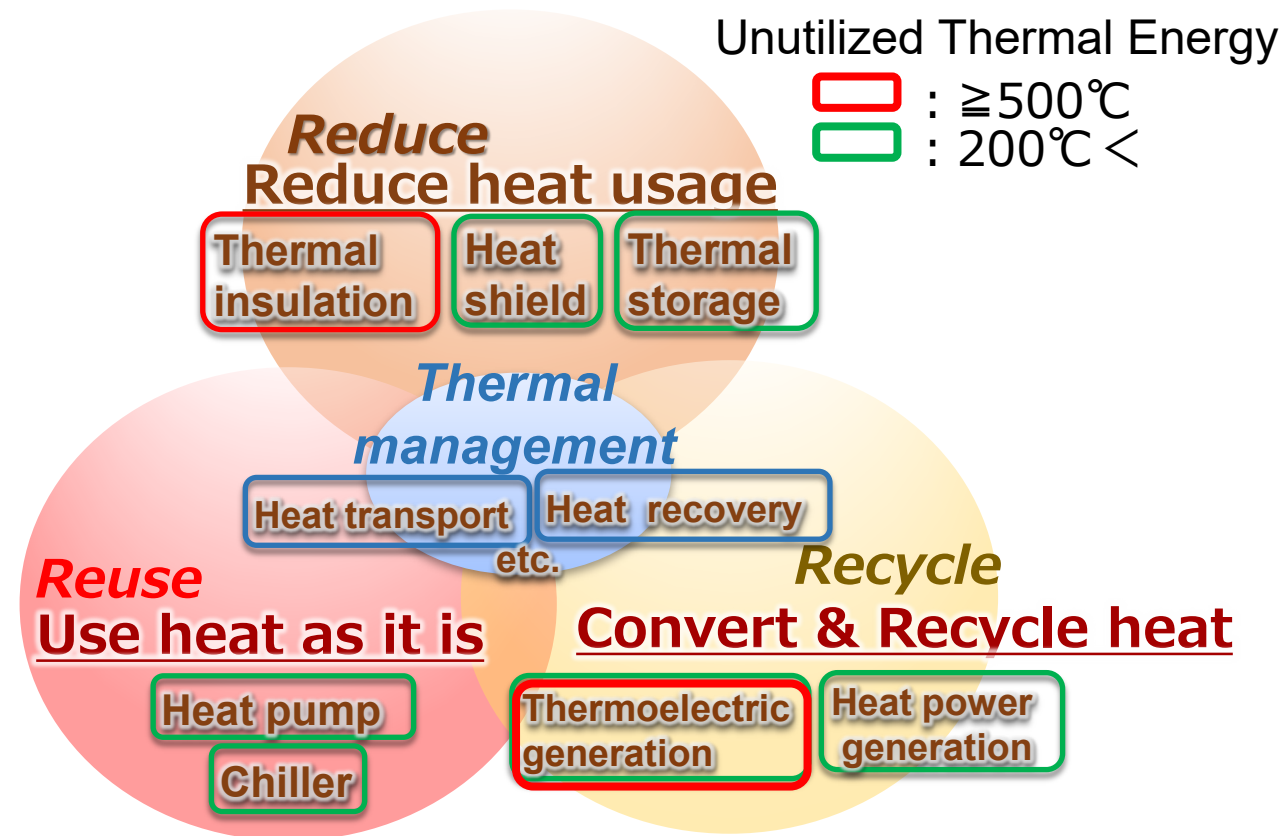 Unutilized Thermal Energy
: ≧500℃
: 200℃＜
Reduce
Reduce heat usage
Thermal
insulation
Heat
shield
Thermal
storage
Thermal
management
Heat transport
Heat recovery
etc.
Reuse
Use heat as it is
Heat pump
Chiller
Recycle
Convert & Recycle heat
Thermoelectric
generation
Heat power
generation